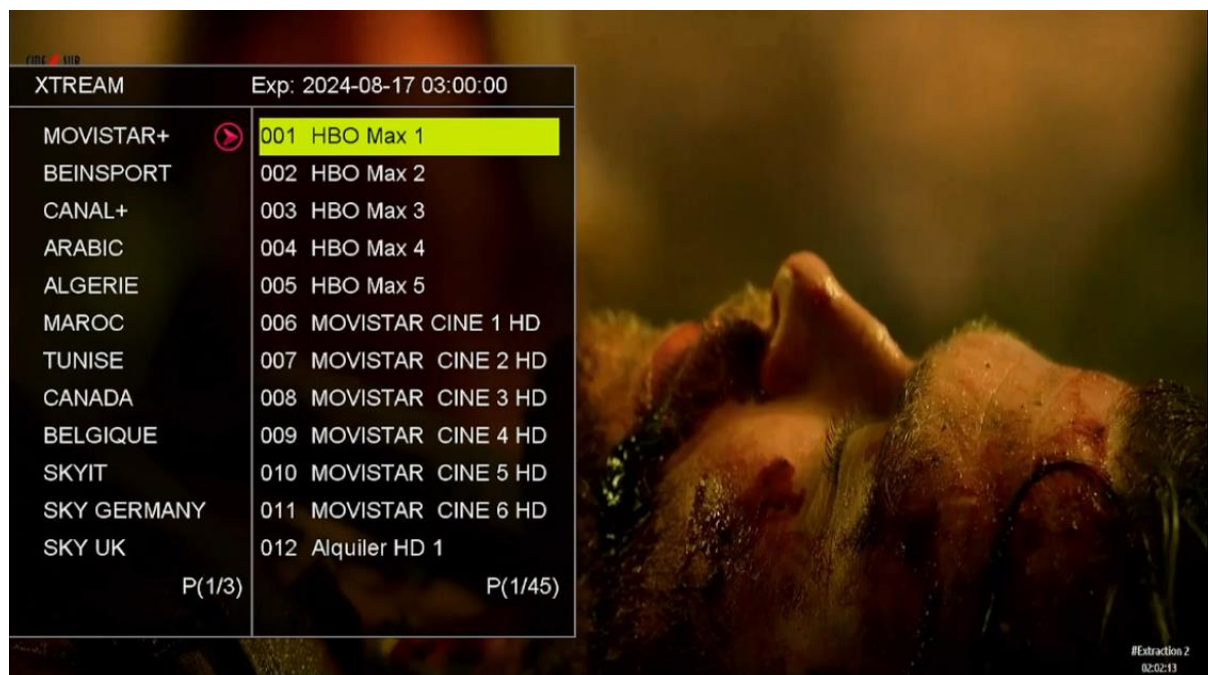 CINE SUR
XTREAM Exp: 2024-08-17 03:00:00
MOVISTAR+
BEINSPORT
CANAL+
ARABIC
ALGERIE
MAROC
TUNISE
CANADA
BELGIQUE
SKYIT
SKY GERMANY
SKY UK
P(1/3)
001 HBO Max 1
002 HBO Max 2
003 HBO Max 3
004 HBO Max 4
005 HBO Max 5
006 MOVISTAR CINE 1 HD
007 MOVISTAR CINE 2 HD
008 MOVISTAR CINE 3 HD
009 MOVISTAR CINE 4 HD
010 MOVISTAR CINE 5 HD
011 MOVISTAR CINE 6 HD
012 Alquiler HD 1
P(1/45)
#Extraction 2
02:02:13